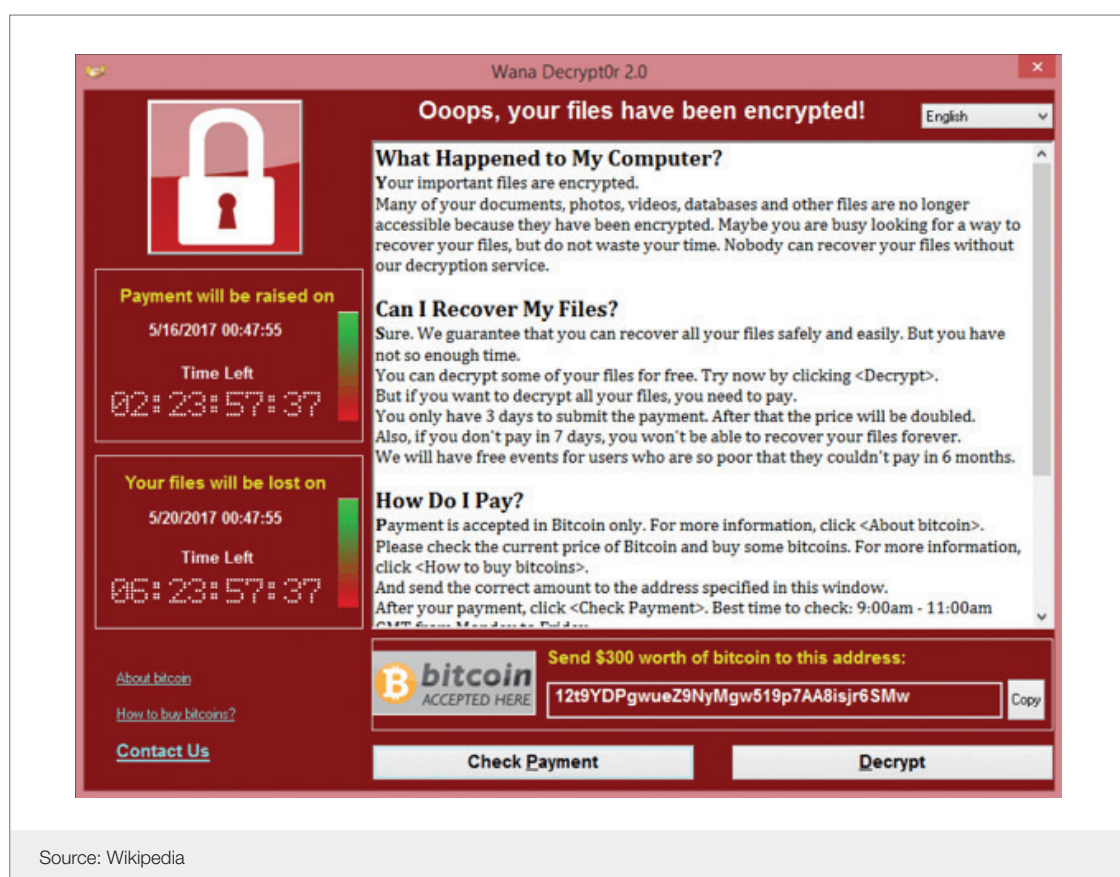 Wana Decrypt0r 2.0
Ooops, your files have been encrypted!
English
What Happened to My Computer?
Your important files are encrypted.
Many of your documents, photos, videos, databases and other files are no longer
accessible because they have been encrypted. Maybe you are busy looking for a way to
recover your files, but do not waste your time. Nobody can recover your files without
our decryption service.
Can I Recover My Files?
Sure. We guarantee that you can recover all your files safely and easily. But you have
not so enough time.
You can decrypt some of your files for free. Try now by clicking <Decrypt>.
But if you want to decrypt all your files, you need to pay.
You only have 3 days to submit the payment. After that the price will be doubled.
Also, if you don't pay in 7 days, you won't be able to recover your files forever.
We will have free events for users who are so poor that they couldn't pay in 6 months.
How Do I Pay?
Payment is accepted in Bitcoin only. For more information, click <About bitcoin>.
Please check the current price of Bitcoin and buy some bitcoins. For more information,
click <How to buy bitcoins>.
And send the correct amount to the address specified in this window.
After your payment, click <Check Payment>. Best time to check: 9:00am - 11:00am
GMT from Monday to Friday.
Payment will be raised on
5/16/2017 00:47:55
Time Left
02:23:57:37
Your files will be lost on
5/20/2017 00:47:55
Time Left
06:23:57:37
About bitcoin
How to buy bitcoins?
Contact Us
bitcoin
ACCEPTED HERE
Send $300 worth of bitcoin to this address:
12t9YDPgwueZ9NyMgw519p7AA8isjr6SMw
Copy
Check Payment
Decrypt
Source: Wikipedia